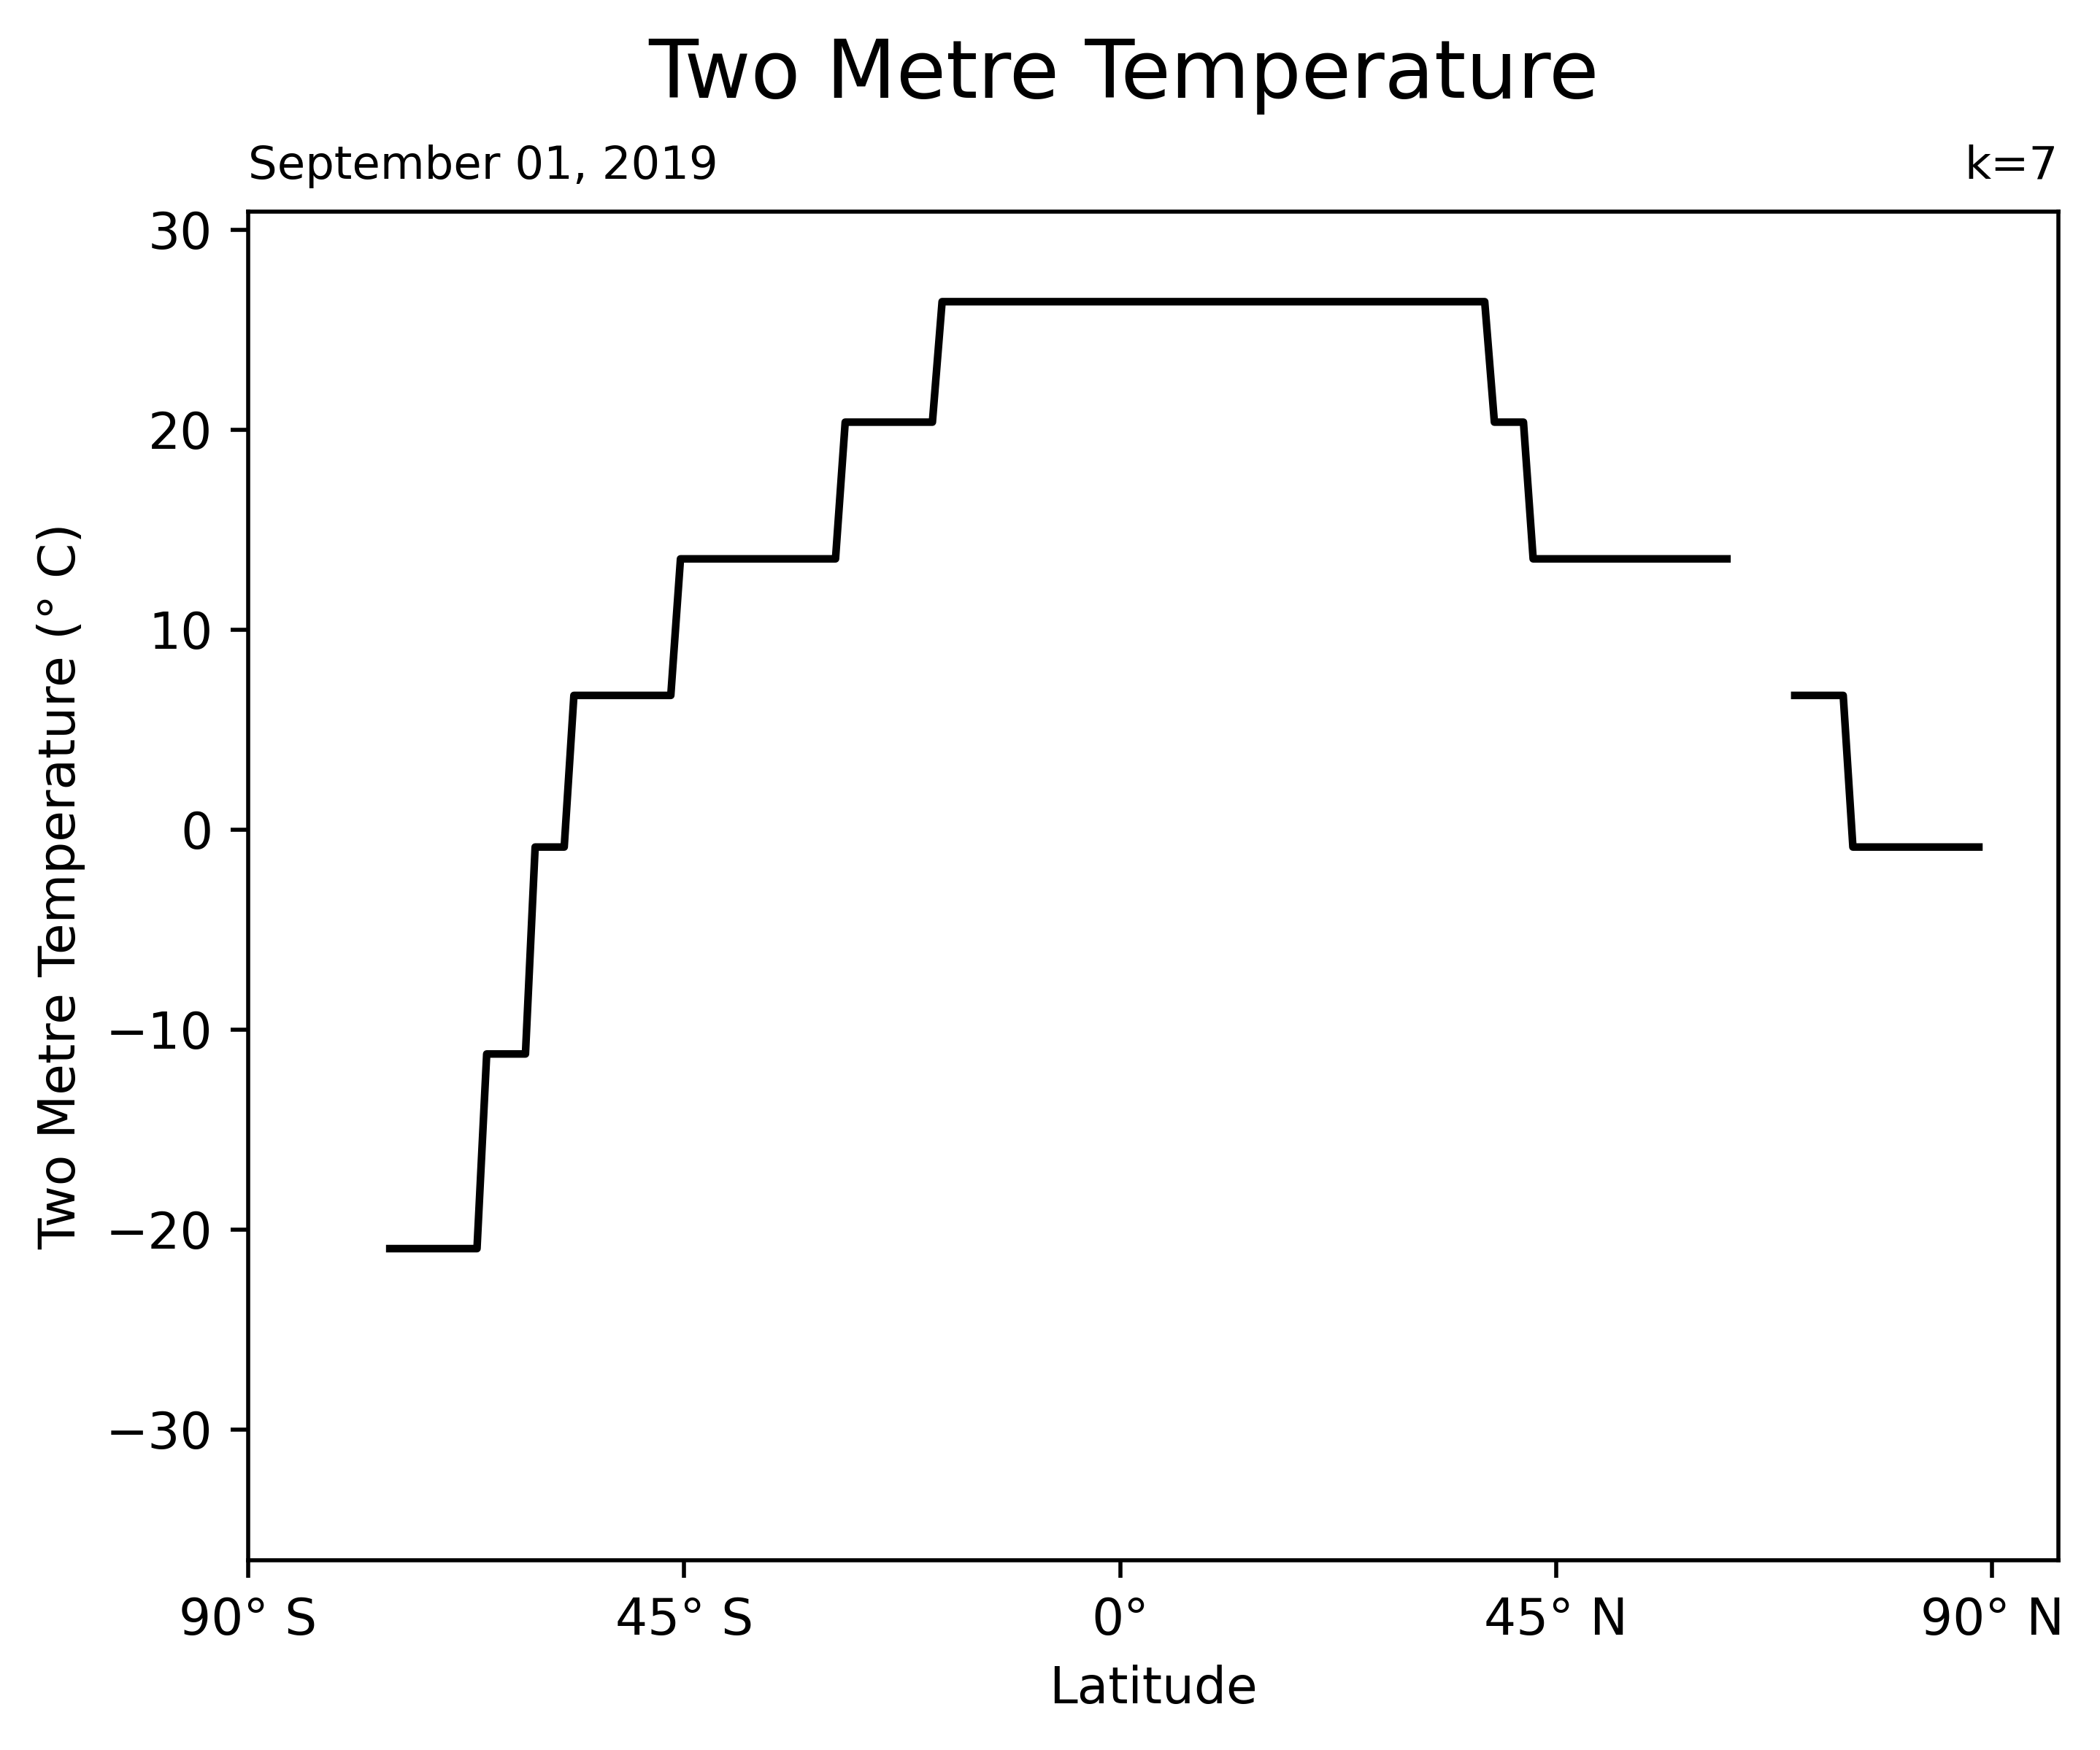 Two Metre Temperature
September 01, 2019
k=7
30
20
10
0
−10
−20
−30
Two Metre Temperature (° C)
90° S
45° S
0°
45° N
90° N
Latitude